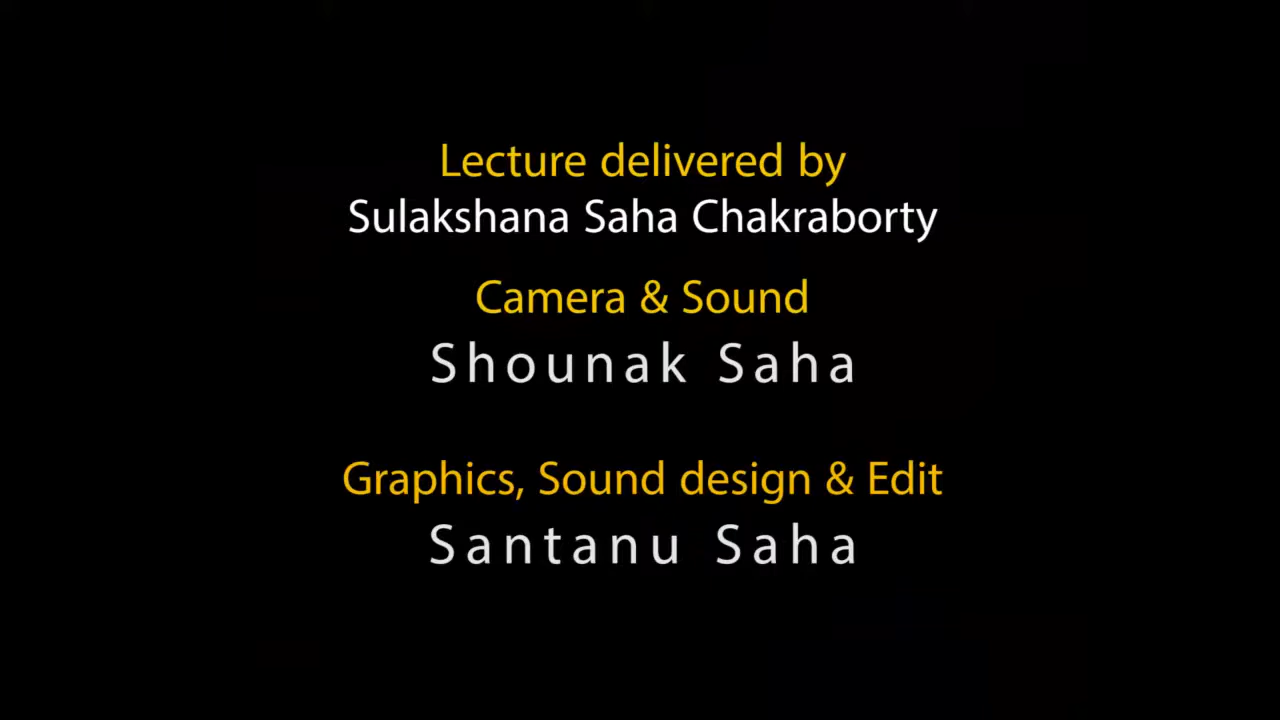 Lecture delivered by
Sulakshana Saha Chakraborty
Camera & Sound
Shounak Saha
Graphics, Sound design & Edit
Santanu Saha